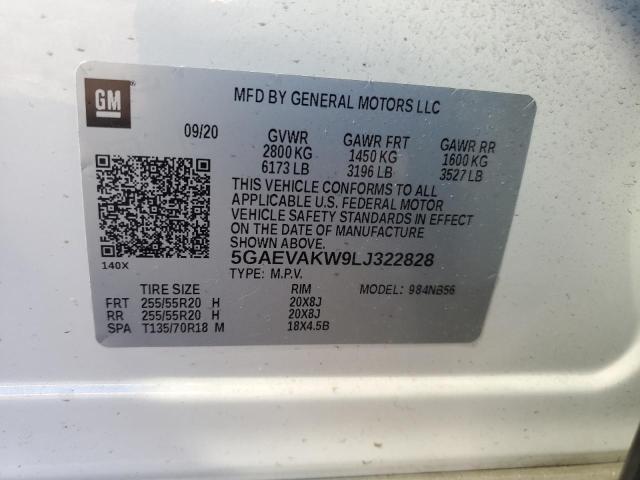 GM
MFD BY GENERAL MOTORS LLC
09/20 GVWR GAWR FRT GAWR RR
2800 KG 1450 KG 1600 KG
6173 LB 3196 LB 3527 LB
THIS VEHICLE CONFORMS TO ALL
APPLICABLE U.S. FEDERAL MOTOR
VEHICLE SAFETY STANDARDS IN EFFECT
ON THE DATE OF MANUFACTURE
SHOWN ABOVE.
140X
5GAEVAKW9LJ322828
TYPE: M.P.V.
TIRE SIZE RIM MODEL: 984NB56
FRT 255/55R20 H 20X8J
RR 255/55R20 H 20X8J
SPA T135/70R18 M 18X4.5B